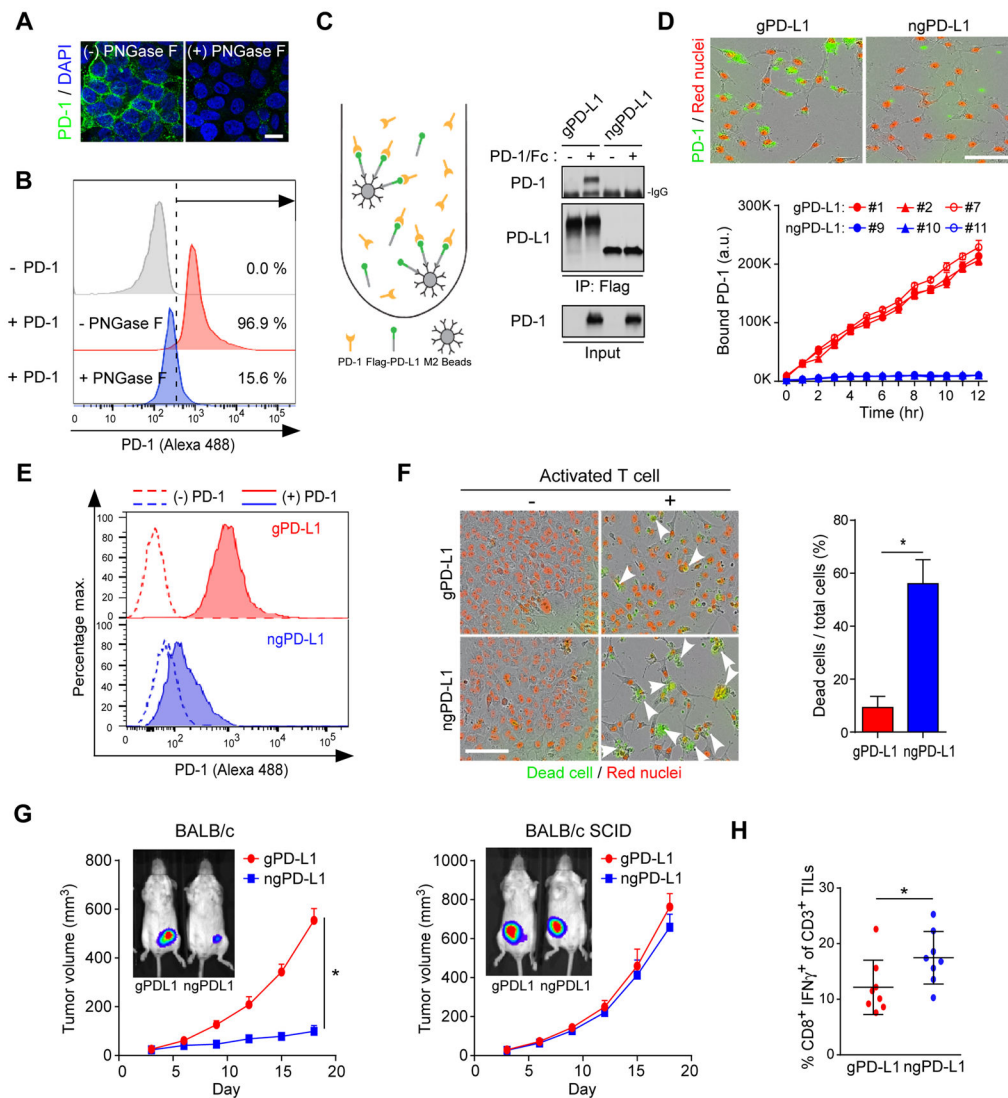 A
(-) PNGase F
(+) PNGase F
PD-1 / DAPI
B
- PD-1
0.0 %
+ PD-1
- PNGase F
96.9 %
+ PD-1
+ PNGase F
15.6 %
0 10² 10³ 10⁴ 10⁵
PD-1 (Alexa 488)
C
gPD-L1
ngPD-L1
PD-1/Fc : - + - +
PD-1
-IgG
PD-L1
IP: Flag
PD-1
Input
PD-1 Flag-PD-L1 M2 Beads
D
gPD-L1
ngPD-L1
PD-1 / Red nuclei
gPD-L1: #1 #2 #7
ngPD-L1: #9 #10 #11
300K
200K
100K
0K
Bound PD-1 (a.u.)
0 2 4 6 8 10 12
Time (hr)
E
(-) PD-1
(+) PD-1
gPD-L1
ngPD-L1
100
80
60
40
20
0
100
80
60
40
20
0
Percentage max.
0 10² 10³ 10⁴ 10⁵
PD-1 (Alexa 488)
F
Activated T cell
- +
gPD-L1
ngPD-L1
Dead cell / Red nuclei
80
60
40
20
0
Dead cells / total cells (%)
*
gPD-L1 ngPD-L1
G
BALB/c
gPD-L1
ngPD-L1
800
600
400
200
0
Tumor volume (mm³)
gPDL1 ngPDL1
*
0 5 10 15 20
Day
BALB/c SCID
gPD-L1
ngPD-L1
1000
800
600
400
200
0
Tumor volume (mm³)
gPDL1 ngPDL1
0 5 10 15 20
Day
H
30
20
10
0
% CD8⁺ IFNγ⁺ of CD3⁺ TILs
*
gPD-L1 ngPD-L1